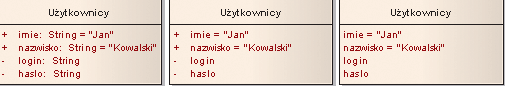 Użytkownicy
+ imie: String = "Jan"
+ nazwisko: String = "Kowalski"
- login: String
- haslo: String
Użytkownicy
+ imie = "Jan"
+ nazwisko = "Kowalski"
- login
- haslo
Użytkownicy
imie = "Jan"
nazwisko = "Kowalski"
login
haslo